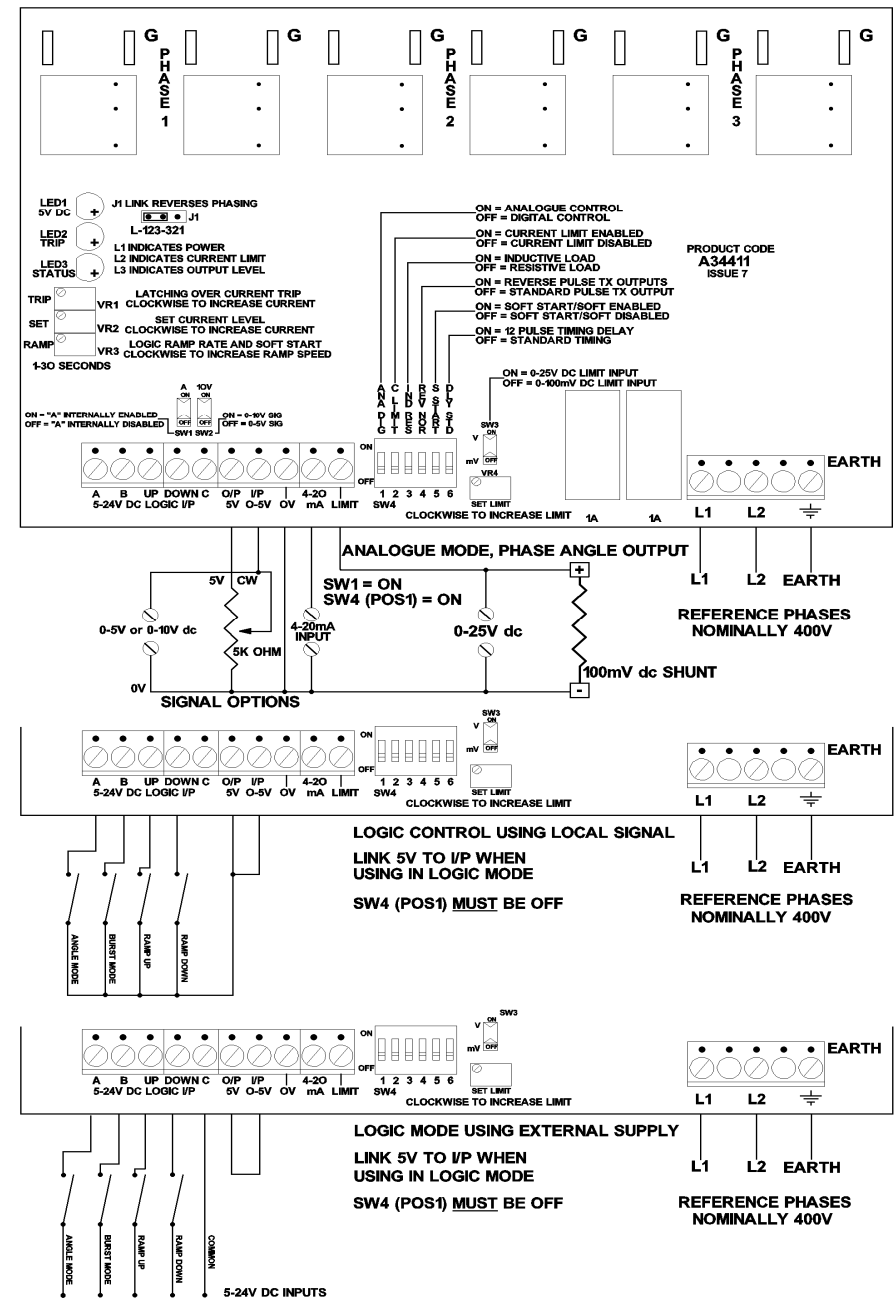 G G G G G G
PHASE 1
PHASE 2
PHASE 3
LED1
5V DC
+
LED2
TRIP
+
LED3
STATUS
+
J1 LINK REVERSES PHASING
J1
L-123-321
L1 INDICATES POWER
L2 INDICATES CURRENT LIMIT
L3 INDICATES OUTPUT LEVEL
TRIP
VR1
LATCHING OVER CURRENT TRIP
CLOCKWISE TO INCREASE CURRENT
SET
VR2
SET CURRENT LEVEL
CLOCKWISE TO INCREASE CURRENT
RAMP
VR3
LOGIC RAMP RATE AND SOFT START
CLOCKWISE TO INCREASE RAMP SPEED
1-30 SECONDS
ON = ANALOGUE CONTROL
OFF = DIGITAL CONTROL
ON = CURRENT LIMIT ENABLED
OFF = CURRENT LIMIT DISABLED
ON = INDUCTIVE LOAD
OFF = RESISTIVE LOAD
ON = REVERSE PULSE TX OUTPUTS
OFF = STANDARD PULSE TX OUTPUT
ON = SOFT START/SOFT ENABLED
OFF = SOFT START/SOFT DISABLED
ON = 12 PULSE TIMING DELAY
OFF = STANDARD TIMING
PRODUCT CODE
A34411
ISSUE 7
ANA DIG
C LIMIT
IND RES
REV NOR
S START
DLY STD
ON = 0-25V DC LIMIT INPUT
OFF = 0-100mV DC LIMIT INPUT
A 10V
ON ON
OFF OFF
SW1 SW2
ON = "A" INTERNALLY ENABLED
OFF = "A" INTERNALLY DISABLED
ON = 0-10V SIG
OFF = 0-5V SIG
A B UP DOWN C O/P I/P | 4-20 |
5-24V DC LOGIC I/P 5V 0-5V 0V mA LIMIT
ON
OFF
1 2 3 4 5 6
SW4
SW3
ON
V
mV
OFF
VR4
SET LIMIT
CLOCKWISE TO INCREASE LIMIT
1A 1A
EARTH
L1 L2
ANALOGUE MODE, PHASE ANGLE OUTPUT
SW1 = ON
SW4 (POS1) = ON
5V CW
0-5V or 0-10V dc
5K OHM
4-20mA
INPUT
0-25V dc
+
100mV dc SHUNT
-
0V
SIGNAL OPTIONS
L1 L2 EARTH
REFERENCE PHASES
NOMINALLY 400V
A B UP DOWN C O/P I/P | 4-20 |
5-24V DC LOGIC I/P 5V 0-5V 0V mA LIMIT
ON
OFF
1 2 3 4 5 6
SW4
SW3
ON
V
mV
OFF
SET LIMIT
CLOCKWISE TO INCREASE LIMIT
EARTH
L1 L2
LOGIC CONTROL USING LOCAL SIGNAL
LINK 5V TO I/P WHEN
USING IN LOGIC MODE
SW4 (POS1) MUST BE OFF
ANGLE MODE
BURST MODE
RAMP UP
RAMP DOWN
L1 L2 EARTH
REFERENCE PHASES
NOMINALLY 400V
A B UP DOWN C O/P I/P | 4-20 |
5-24V DC LOGIC I/P 5V 0-5V 0V mA LIMIT
ON
OFF
1 2 3 4 5 6
SW4
SW3
ON
V
mV
OFF
SET LIMIT
CLOCKWISE TO INCREASE LIMIT
EARTH
L1 L2
LOGIC MODE USING EXTERNAL SUPPLY
LINK 5V TO I/P WHEN
USING IN LOGIC MODE
SW4 (POS1) MUST BE OFF
ANGLE MODE
BURST MODE
RAMP UP
RAMP DOWN
COMMON
5-24V DC INPUTS
L1 L2 EARTH
REFERENCE PHASES
NOMINALLY 400V